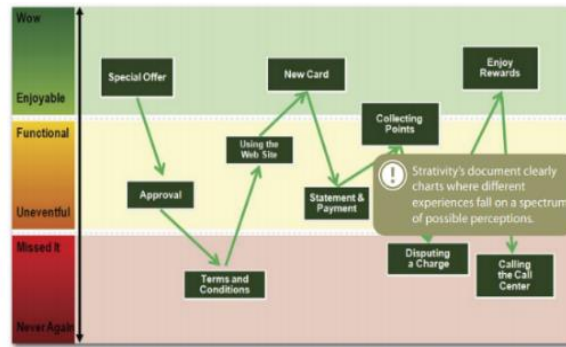 Wow
Enjoyable
Functional
Uneventful
Missed It
Never Again
Special Offer
Approval
Terms and
Conditions
Using the
Web Site
New Card
Statement &
Payment
Collecting
Points
Disputing
a Charge
Enjoy
Rewards
Calling
the Call
Center
! Strativity's document clearly
charts where different
experiences fall on a spectrum
of possible perceptions.